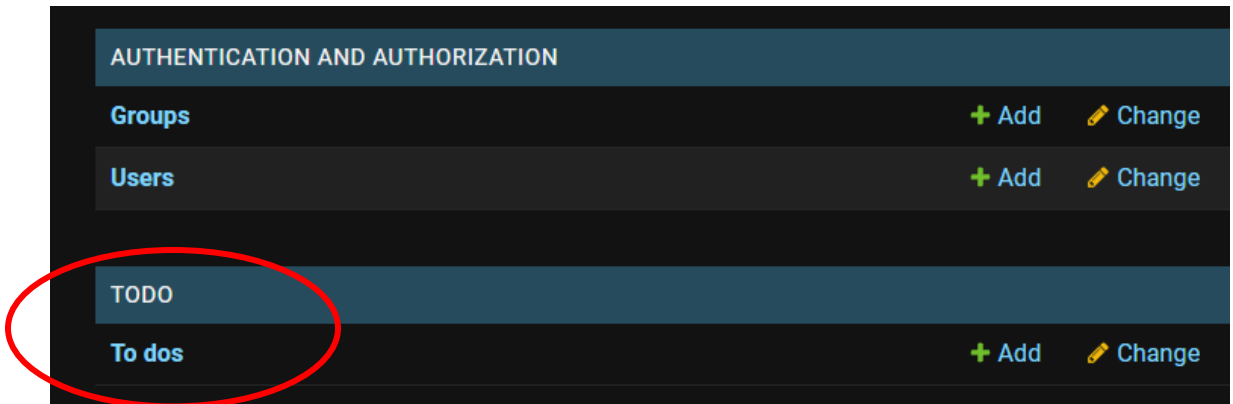 AUTHENTICATION AND AUTHORIZATION
Groups Add Change
Users Add Change
TODO
To dos Add Change